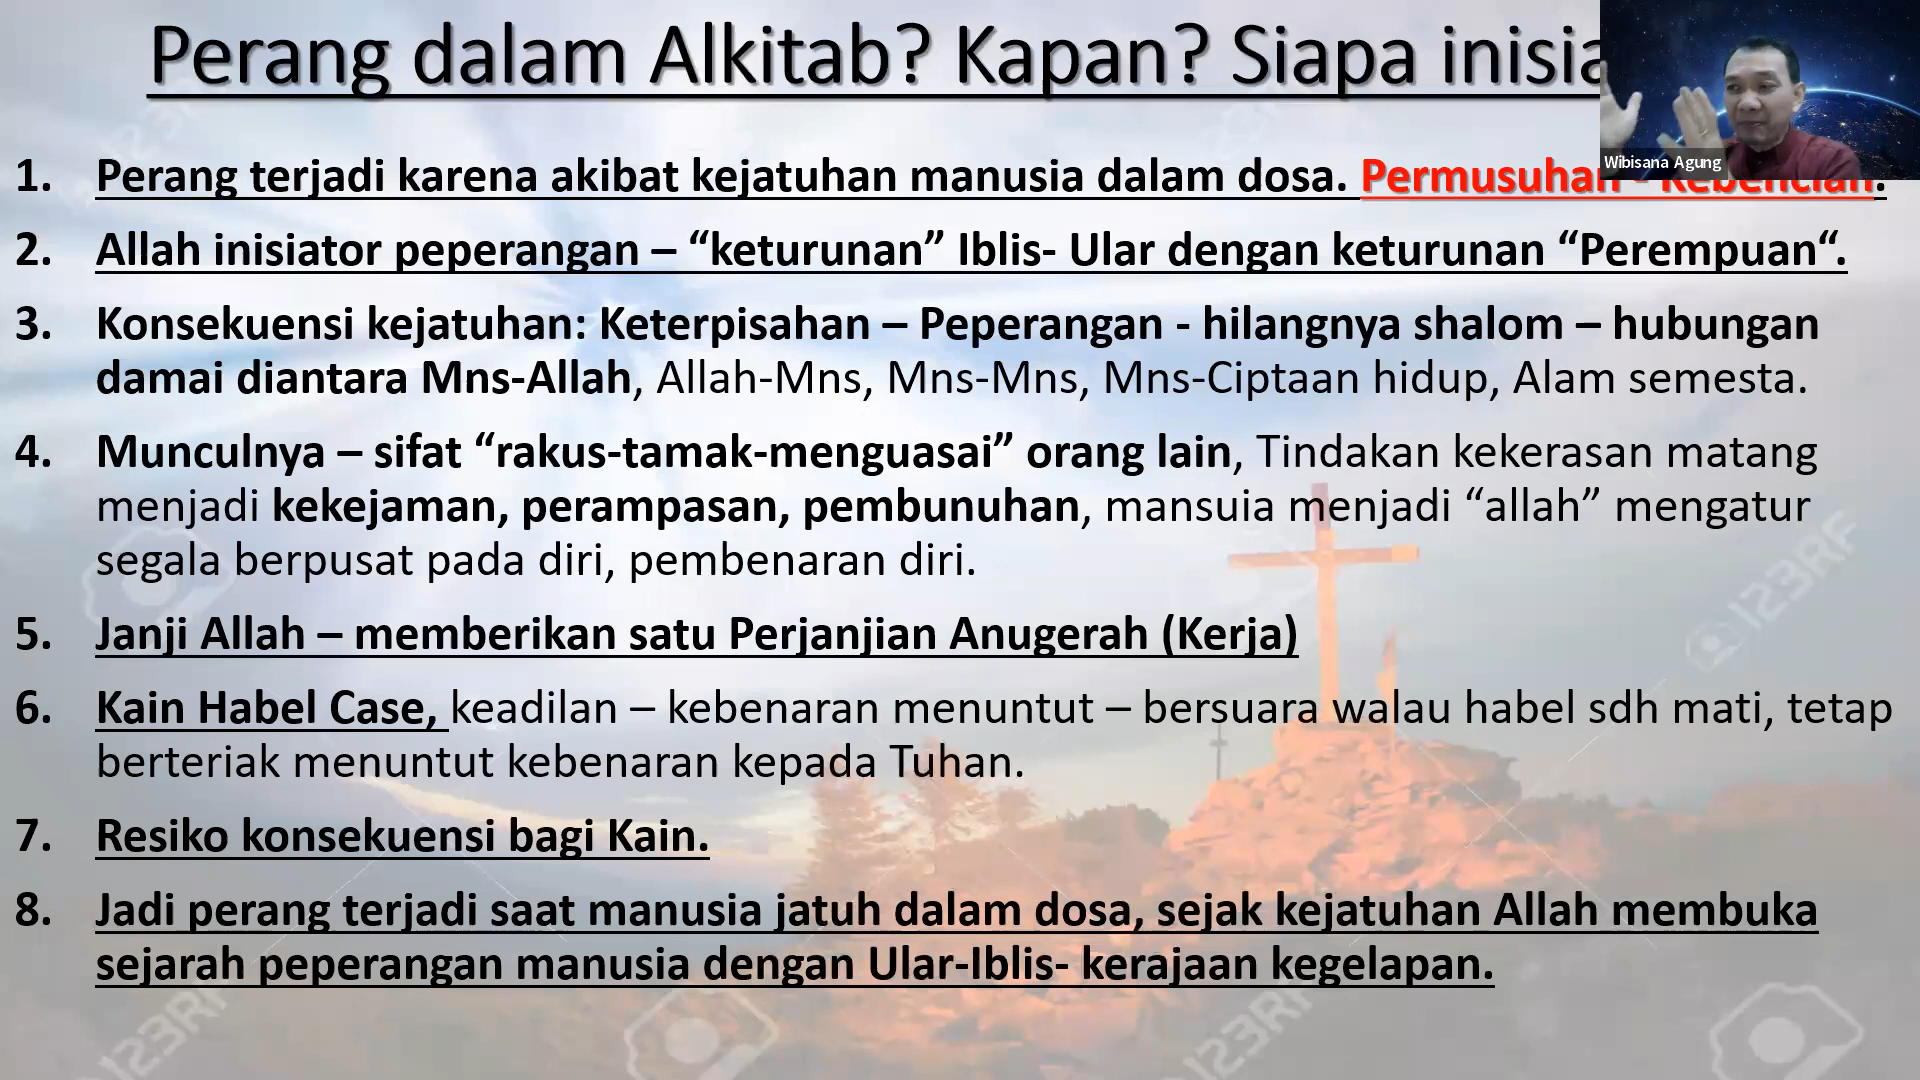 Perang dalam Alkitab? Kapan? Siapa
Wibisana Agung
1. Perang terjadi karena akibat kejatuhan manusia dalam dosa. Permusuhan - Kebencian.
2. Allah inisiator peperangan – “keturunan” Iblis- Ular dengan keturunan “Perempuan“.
3. Konsekuensi kejatuhan: Keterpisahan – Peperangan - hilangnya shalom – hubungan
damai diantara Mns-Allah, Allah-Mns, Mns-Mns, Mns-Ciptaan hidup, Alam semesta.
4. Munculnya – sifat “rakus-tamak-menguasai” orang lain, Tindakan kekerasan matang
menjadi kekejaman, perampasan, pembunuhan, mansuia menjadi “allah” mengatur
segala berpusat pada diri, pembenaran diri.
5. Janji Allah – memberikan satu Perjanjian Anugerah (Kerja)
6. Kain Habel Case, keadilan – kebenaran menuntut – bersuara walau habel sdh mati, tetap
berteriak menuntut kebenaran kepada Tuhan.
7. Resiko konsekuensi bagi Kain.
8. Jadi perang terjadi saat manusia jatuh dalam dosa, sejak kejatuhan Allah membuka
sejarah peperangan manusia dengan Ular-Iblis- kerajaan kegelapan.
123RF
123RF
123RF